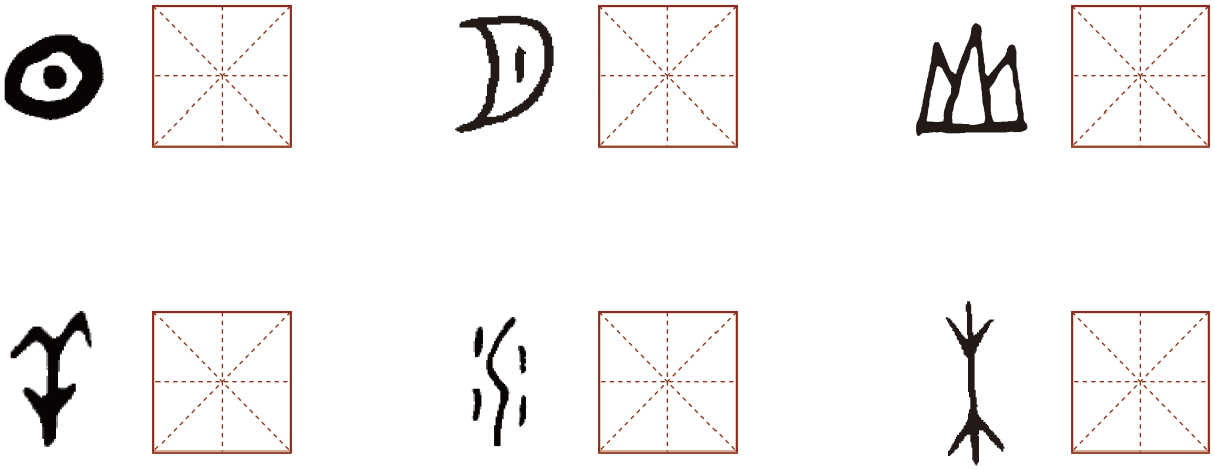 日 月 山
羊 水 木